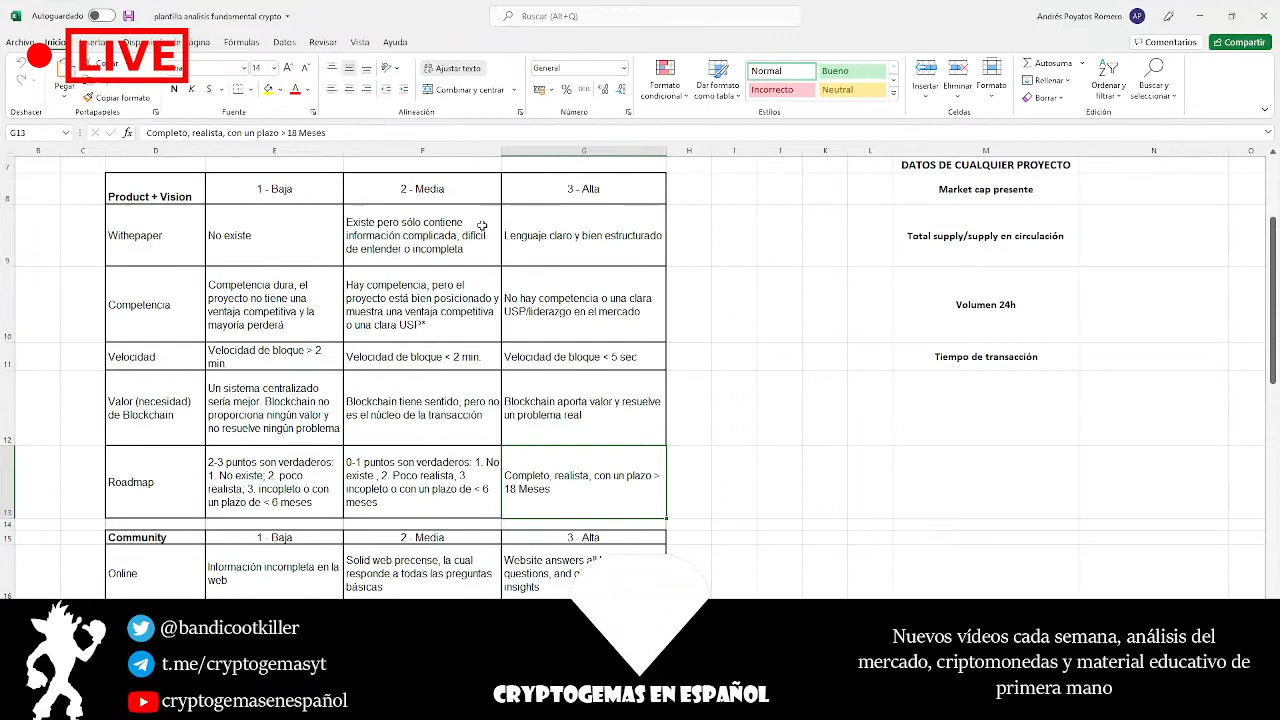 Autoguardado
plantilla analisis fundamental crypto
Buscar (Alt+Q)
Andrés Poyatos Romero
AP
Archivo Inicio
Fórmulas Datos Revisar Vista Ayuda
Comentarios
Compartir
LIVE
Pegar
Copiar formato
14
N K S
Ajustar texto
Combinar y centrar
General
Formato condicional
Dar formato como tabla
Normal Bueno
Incorrecto Neutral
Insertar Eliminar Formato
Autosuma
Rellenar
Borrar
Ordenar y filtrar
Buscar y seleccionar
Deshacer Portapapeles Fuente Alineación Número Estilos Celdas Edición
G13
Completo, realista, con un plazo > 18 Meses
B C D E F G H I J K L M N O
7
DATOS DE CUALQUIER PROYECTO
8
Product + Vision
1 - Baja
2 - Media
3 - Alta
Market cap presente
9
Withepaper
No existe
Existe pero sólo contiene
información complicada, difícil
de entender o incompleta
Lenguaje claro y bien estructurado
Total supply/supply en circulación
10
Competencia
Competencia dura, el
proyecto no tiene una
ventaja competitiva y la
mayoría perderá
Hay competencia, pero el
proyecto está bien posicionado y
muestra una ventaja competitiva
o una clara USP*
No hay competencia o una clara
USP/liderazgo en el mercado
Volumen 24h
11
Velocidad
Velocidad de bloque > 2
min.
Velocidad de bloque < 2 min.
Velocidad de bloque < 5 sec
Tiempo de transacción
12
Valor (necesidad)
de Blockchain
Un sistema centralizado
sería mejor. Blockchain no
proporciona ningún valor y
no resuelve ningún problema
Blockchain tiene sentido, pero no
es el núcleo de la transacción
Blockchain aporta valor y resuelve
un problema real
13
Roadmap
2-3 puntos son verdaderos:
1. No existe; 2. poco
realista; 3. incopleto o con
un plazo de < 6 meses
0-1 puntos son verdaderos: 1. No
existe , 2. Poco realista, 3.
incopleto o con un plazo de < 6
meses
Completo, realista, con un plazo >
18 Meses
14
15
Community
1 - Baja
2 - Media
3 - Alta
16
Online
Información incompleta en la
web
Solid web precense, la cual
responde a todas las preguntas
básicas
Website answers all
questions, and
insights
@bandicootkiller
t.me/cryptogemasyt
cryptogemasenespañol
CRYPTOGEMAS EN ESPAÑOL
Nuevos vídeos cada semana, análisis del
mercado, criptomonedas y material educativo de
primera mano